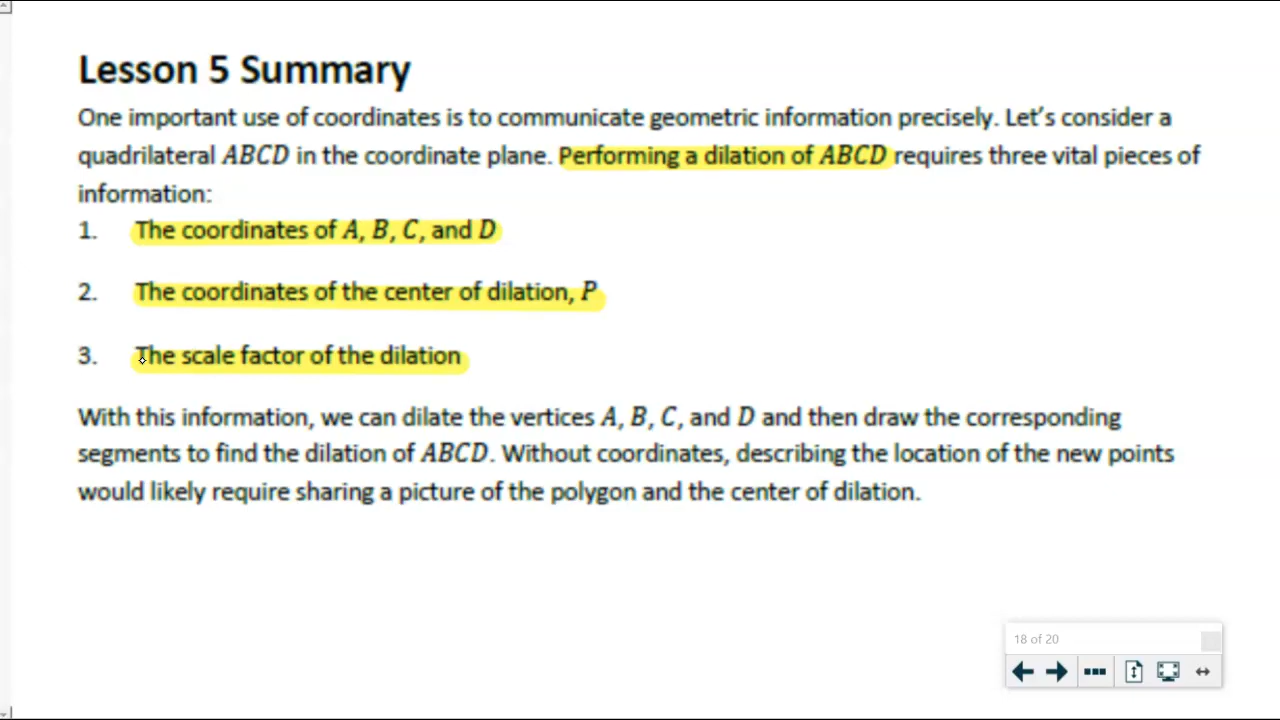 Lesson 5 Summary
One important use of coordinates is to communicate geometric information precisely. Let's consider a
quadrilateral ABCD in the coordinate plane. Performing a dilation of ABCD requires three vital pieces of
information:
1. The coordinates of A, B, C, and D
2. The coordinates of the center of dilation, P
3. The scale factor of the dilation
With this information, we can dilate the vertices A, B, C, and D and then draw the corresponding
segments to find the dilation of ABCD. Without coordinates, describing the location of the new points
would likely require sharing a picture of the polygon and the center of dilation.
18 of 20